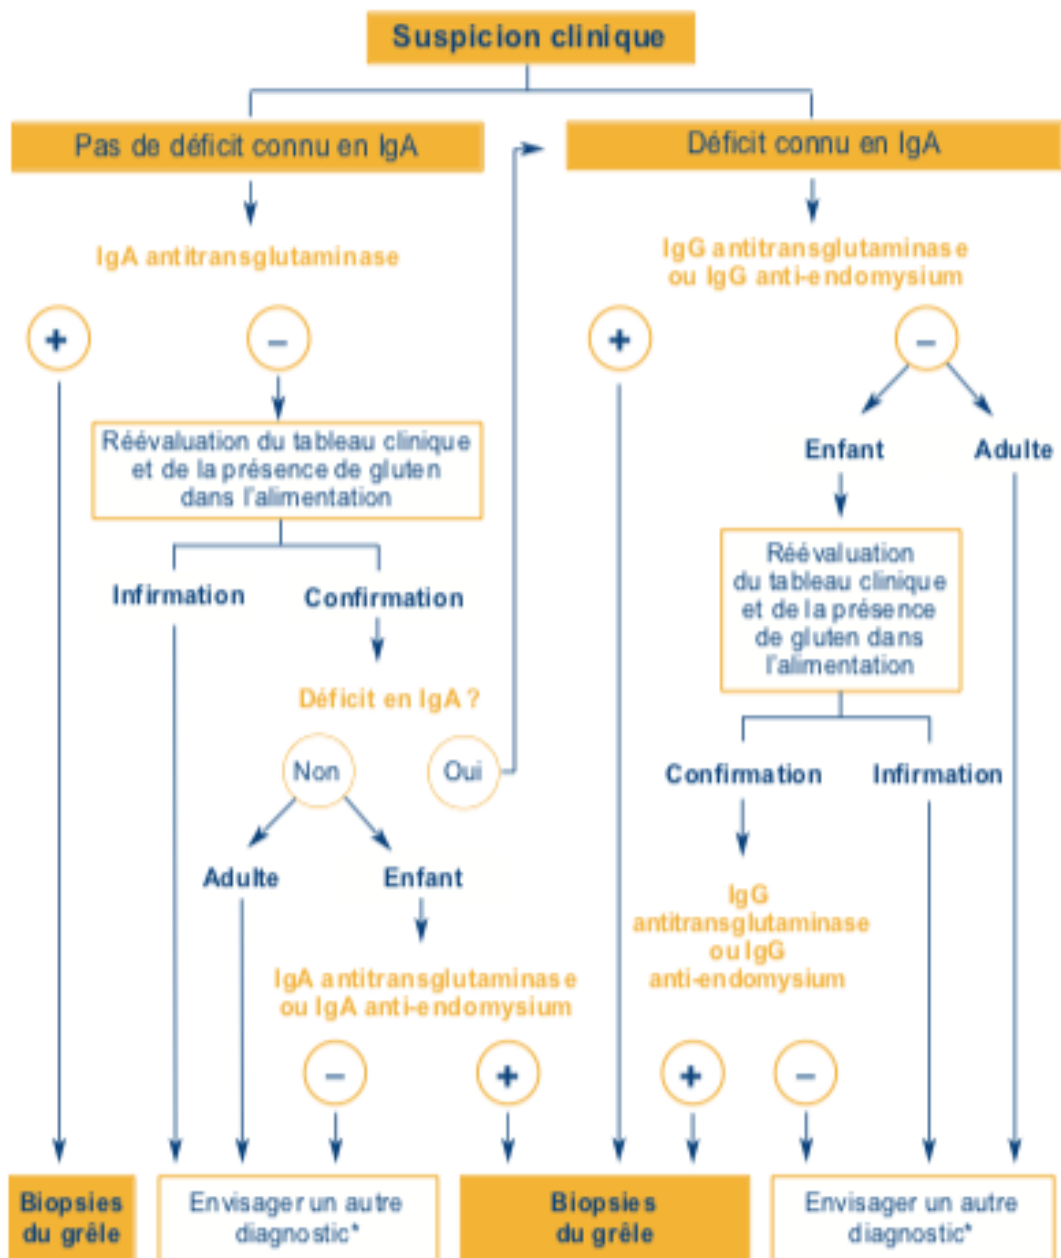 Suspicion clinique
Pas de déficit connu en IgA
Déficit connu en IgA
IgA antitransglutaminase
IgG antitransglutaminase
ou IgG anti-endomysium
+
–
+
–
Réévaluation du tableau clinique
et de la présence de gluten
dans l'alimentation
Enfant
Adulte
Infirmation
Confirmation
Réévaluation
du tableau clinique
et de la présence
de gluten dans
l'alimentation
Déficit en IgA ?
Non
Oui
Confirmation
Infirmation
Adulte
Enfant
IgG
antitransglutaminase
ou IgG
anti-endomysium
IgA antitransglutaminase
ou IgA anti-endomysium
–
+
+
–
Biopsies
du grêle
Envisager un autre
diagnostic*
Biopsies
du grêle
Envisager un autre
diagnostic*